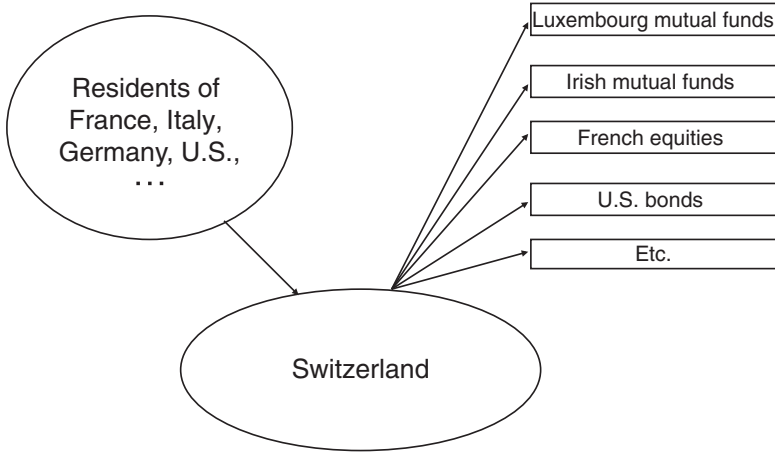 Residents of
France, Italy,
Germany, U.S.,
...
Switzerland
Luxembourg mutual funds
Irish mutual funds
French equities
U.S. bonds
Etc.